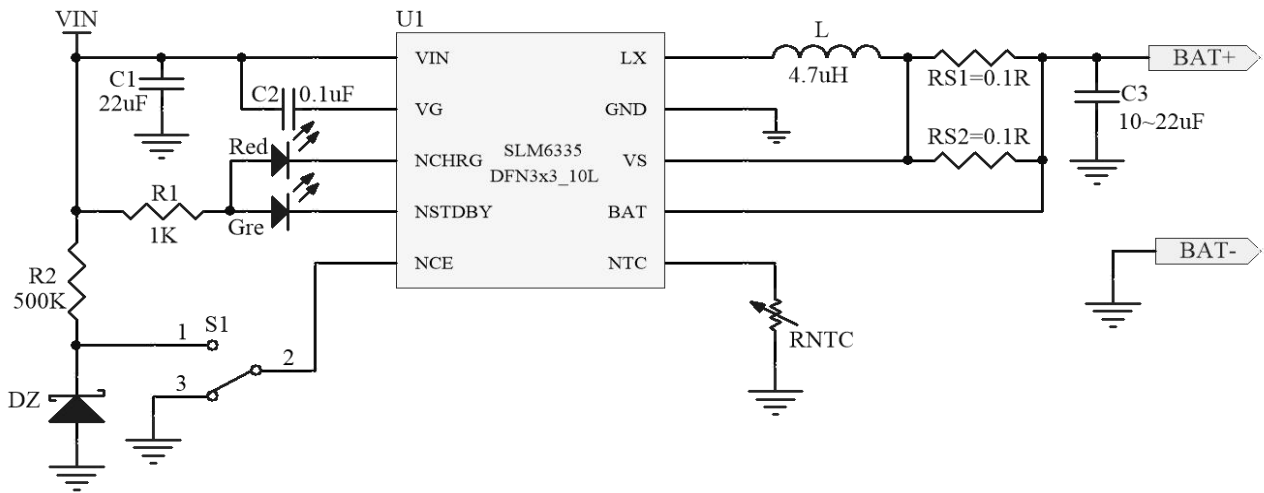 VIN
U1
C1
22uF
C2
0.1uF
Red
R1
1K
Gre
R2
500K
1
S1
2
3
DZ
VIN
VG
NCHRG
NSTDBY
NCE
SLM6335
DFN3x3_10L
LX
GND
VS
BAT
NTC
L
4.7uH
RS1=0.1R
RS2=0.1R
C3
10~22uF
BAT+
BAT-
RNTC